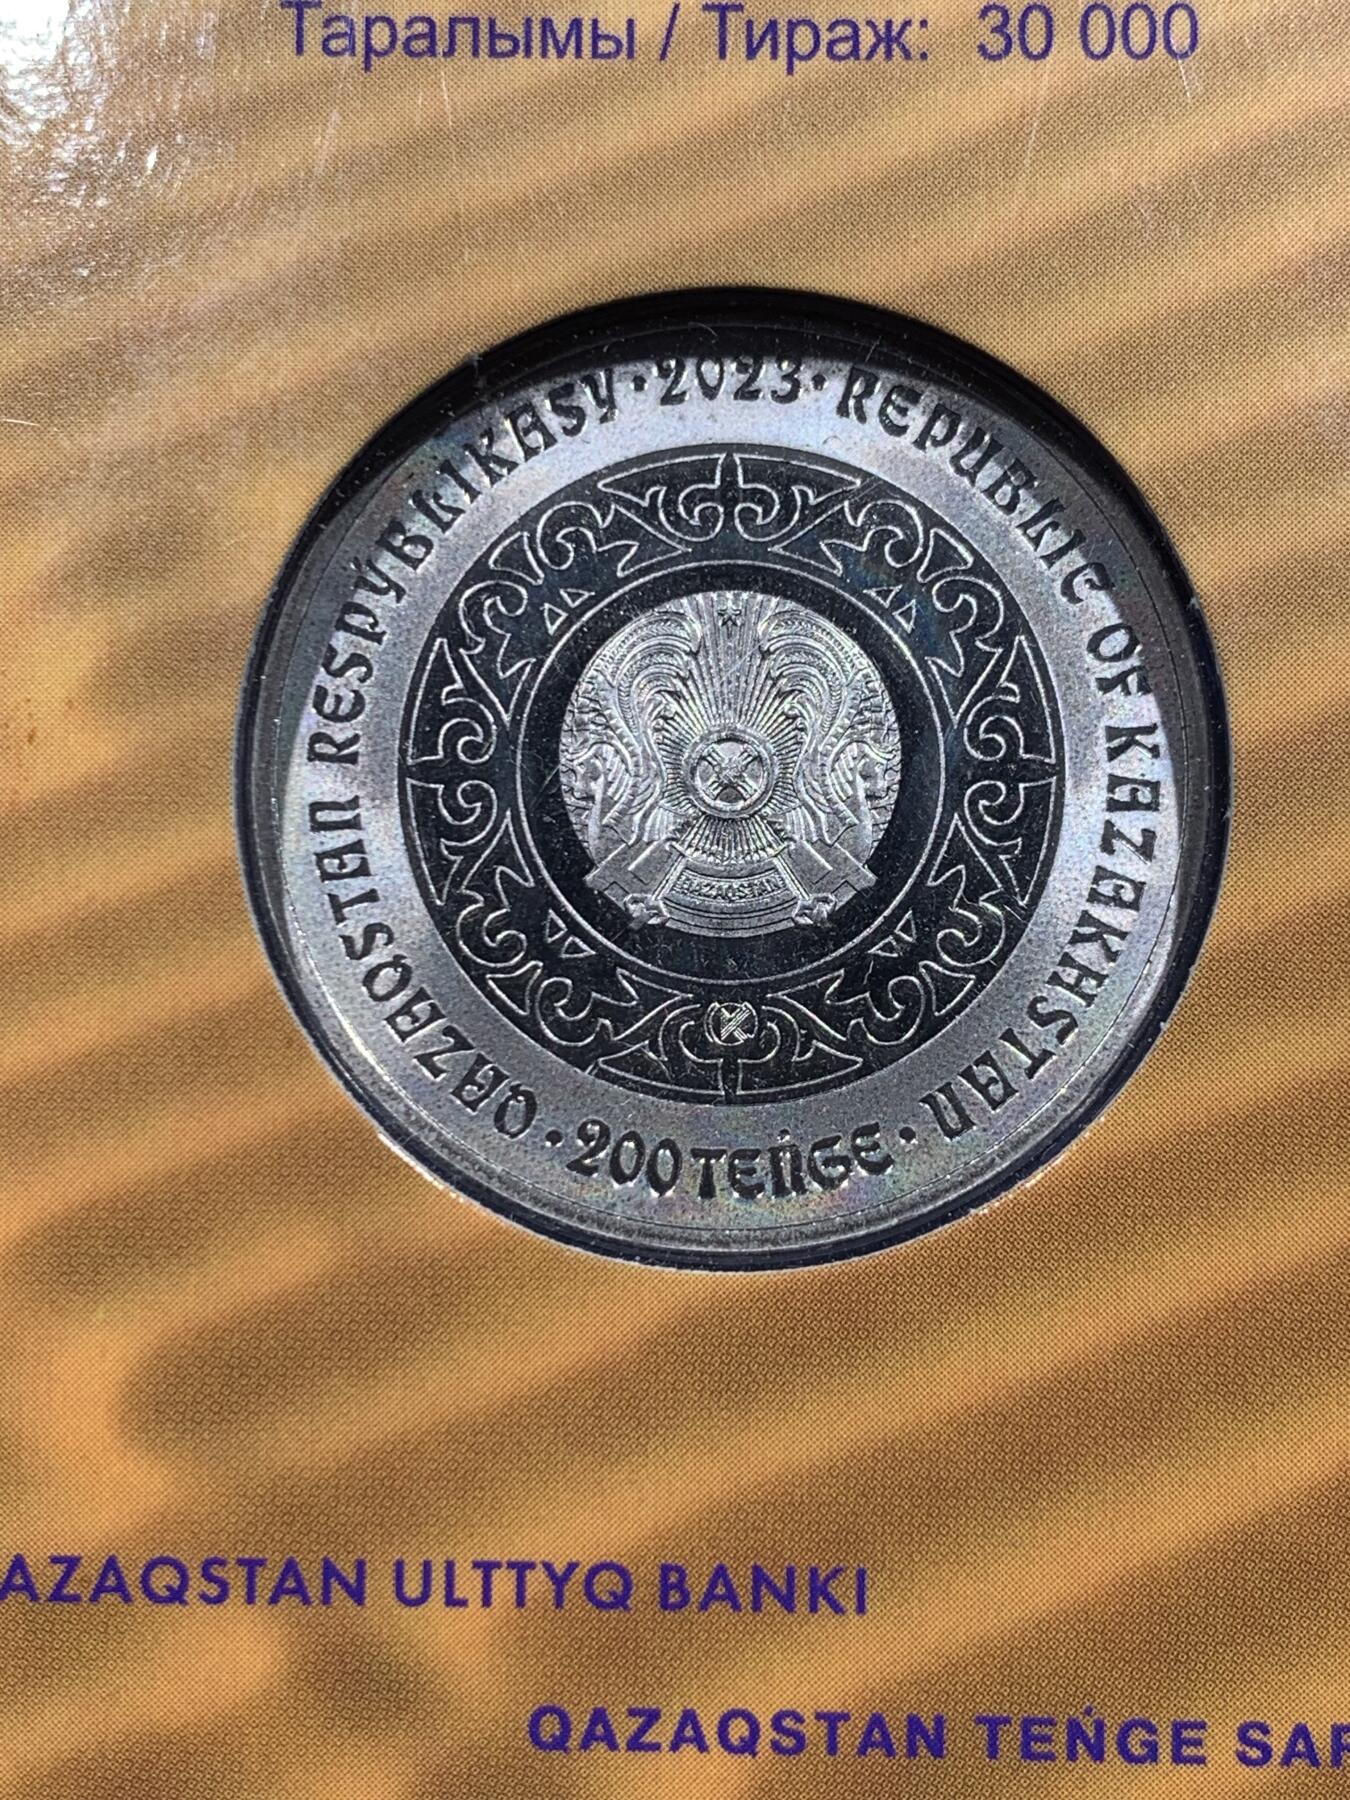 Таралымы / Тираж: 30 000
QAZAQSTAN RESPÝBLIKASY · 2023 · REPUBLIC OF KAZAKHSTAN
QAZAQSTAN
· 200 TEŃGE ·
AZAQSTAN ULTTYQ BANKI
QAZAQSTAN TEŃGE SAR